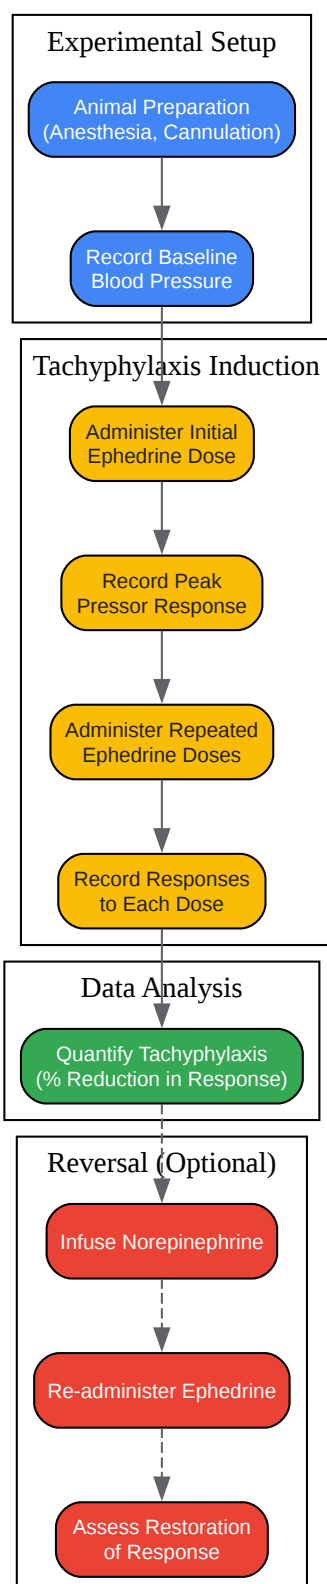 Experimental Setup
Animal Preparation
(Anesthesia, Cannulation)
Record Baseline
Blood Pressure
Tachyphylaxis Induction
Administer Initial
Ephedrine Dose
Record Peak
Pressor Response
Administer Repeated
Ephedrine Doses
Record Responses
to Each Dose
Data Analysis
Quantify Tachyphylaxis
(% Reduction in Response)
Reversal (Optional)
Infuse Norepinephrine
Re-administer Ephedrine
Assess Restoration
of Response